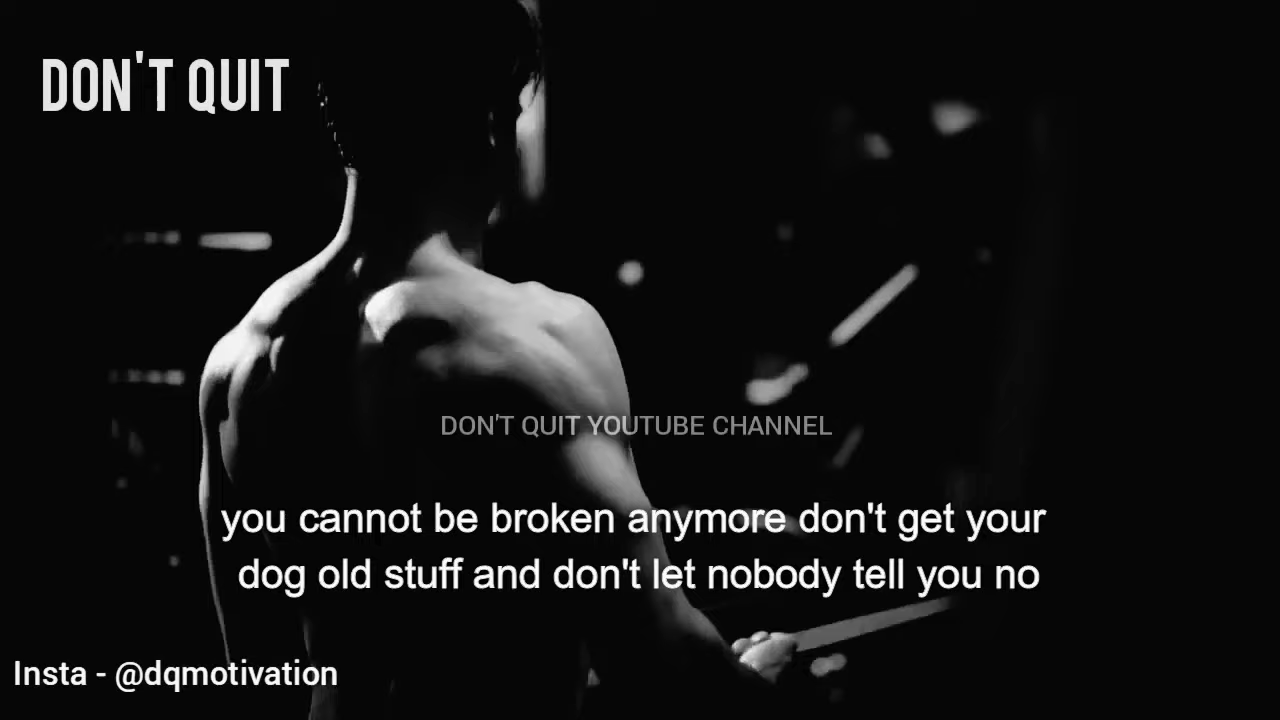 DON'T QUIT
DON'T QUIT YOUTUBE CHANNEL
you cannot be broken anymore don't get your
dog old stuff and don't let nobody tell you no
Insta - @dqmotivation